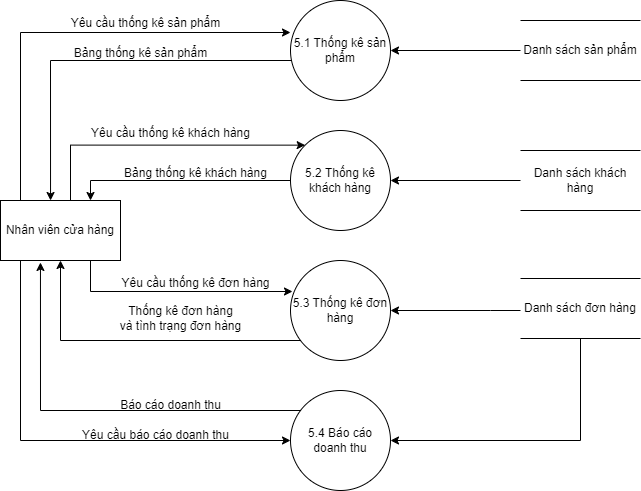 Yêu cầu thống kê sản phẩm
5.1 Thống kê sản
phẩm
Danh sách sản phẩm
Bảng thống kê sản phẩm
Yêu cầu thống kê khách hàng
5.2 Thống kê
khách hàng
Bảng thống kê khách hàng
Danh sách khách
hàng
Nhân viên cửa hàng
Yêu cầu thống kê đơn hàng
5.3 Thống kê đơn
hàng
Danh sách đơn hàng
Thống kê đơn hàng
và tình trạng đơn hàng
Báo cáo doanh thu
Yêu cầu báo cáo doanh thu
5.4 Báo cáo
doanh thu